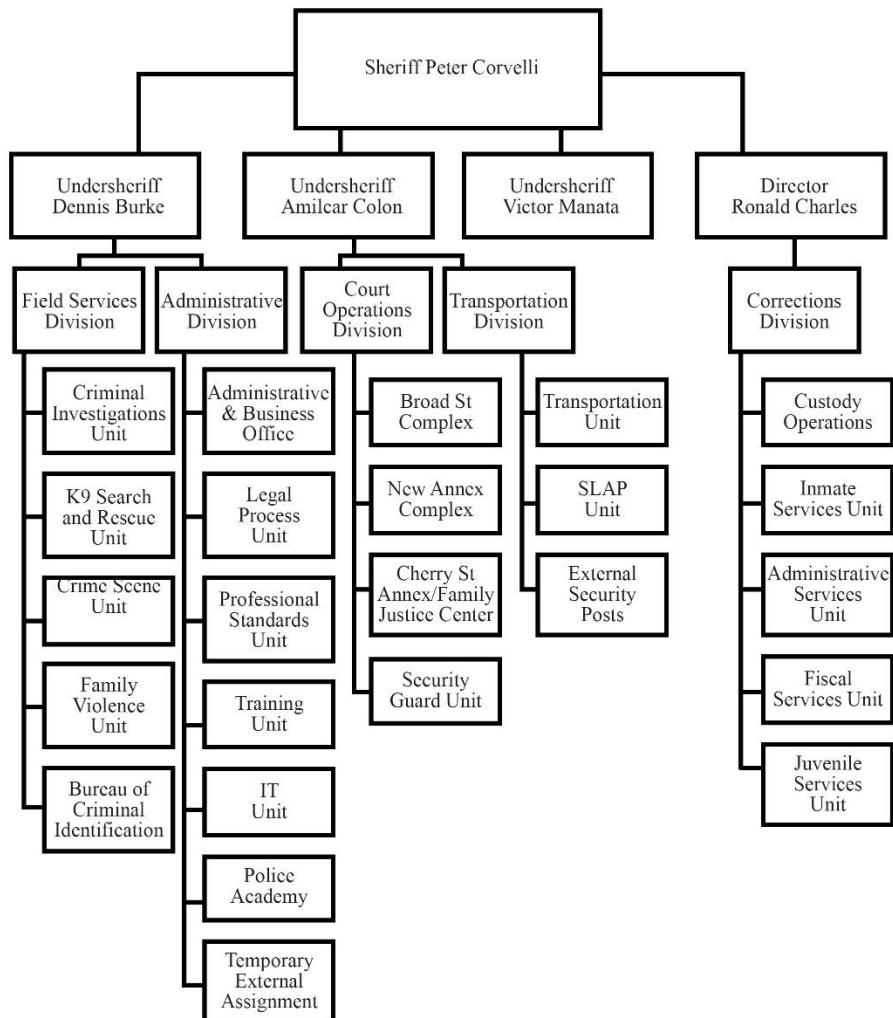 Sheriff Peter Corvelli
Undersheriff
Dennis Burke
Undersheriff
Amilcar Colon
Undersheriff
Victor Manata
Director
Ronald Charles
Field Services
Division
Administrative
Division
Court
Operations
Division
Transportation
Division
Corrections
Division
Criminal
Investigations
Unit
K9 Search
and Rescue
Unit
Crime Scene
Unit
Family
Violence
Unit
Bureau of
Criminal
Identification
Administrative
& Business
Office
Legal
Process
Unit
Professional
Standards
Unit
Training
Unit
IT
Unit
Police
Academy
Temporary
External
Assignment
Broad St
Complex
New Annex
Complex
Cherry St
Annex/Family
Justice Center
Security
Guard Unit
Transportation
Unit
SLAP
Unit
External
Security
Posts
Custody
Operations
Inmate
Services Unit
Administrative
Services
Unit
Fiscal
Services Unit
Juvenile
Services
Unit